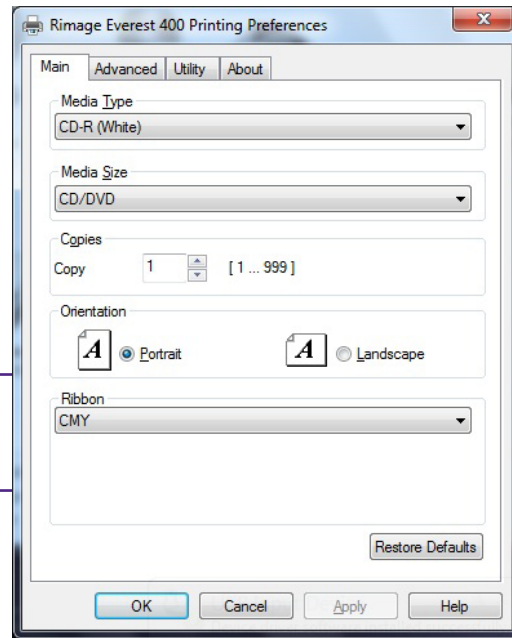 Rimage Everest 400 Printing Preferences
Main Advanced Utility About
Media Type
CD-R (White)
Media Size
CD/DVD
Copies
Copy 1 [ 1 ... 999 ]
Orientation
A Portrait A Landscape
Ribbon
CMY
Restore Defaults
OK Cancel Apply Help